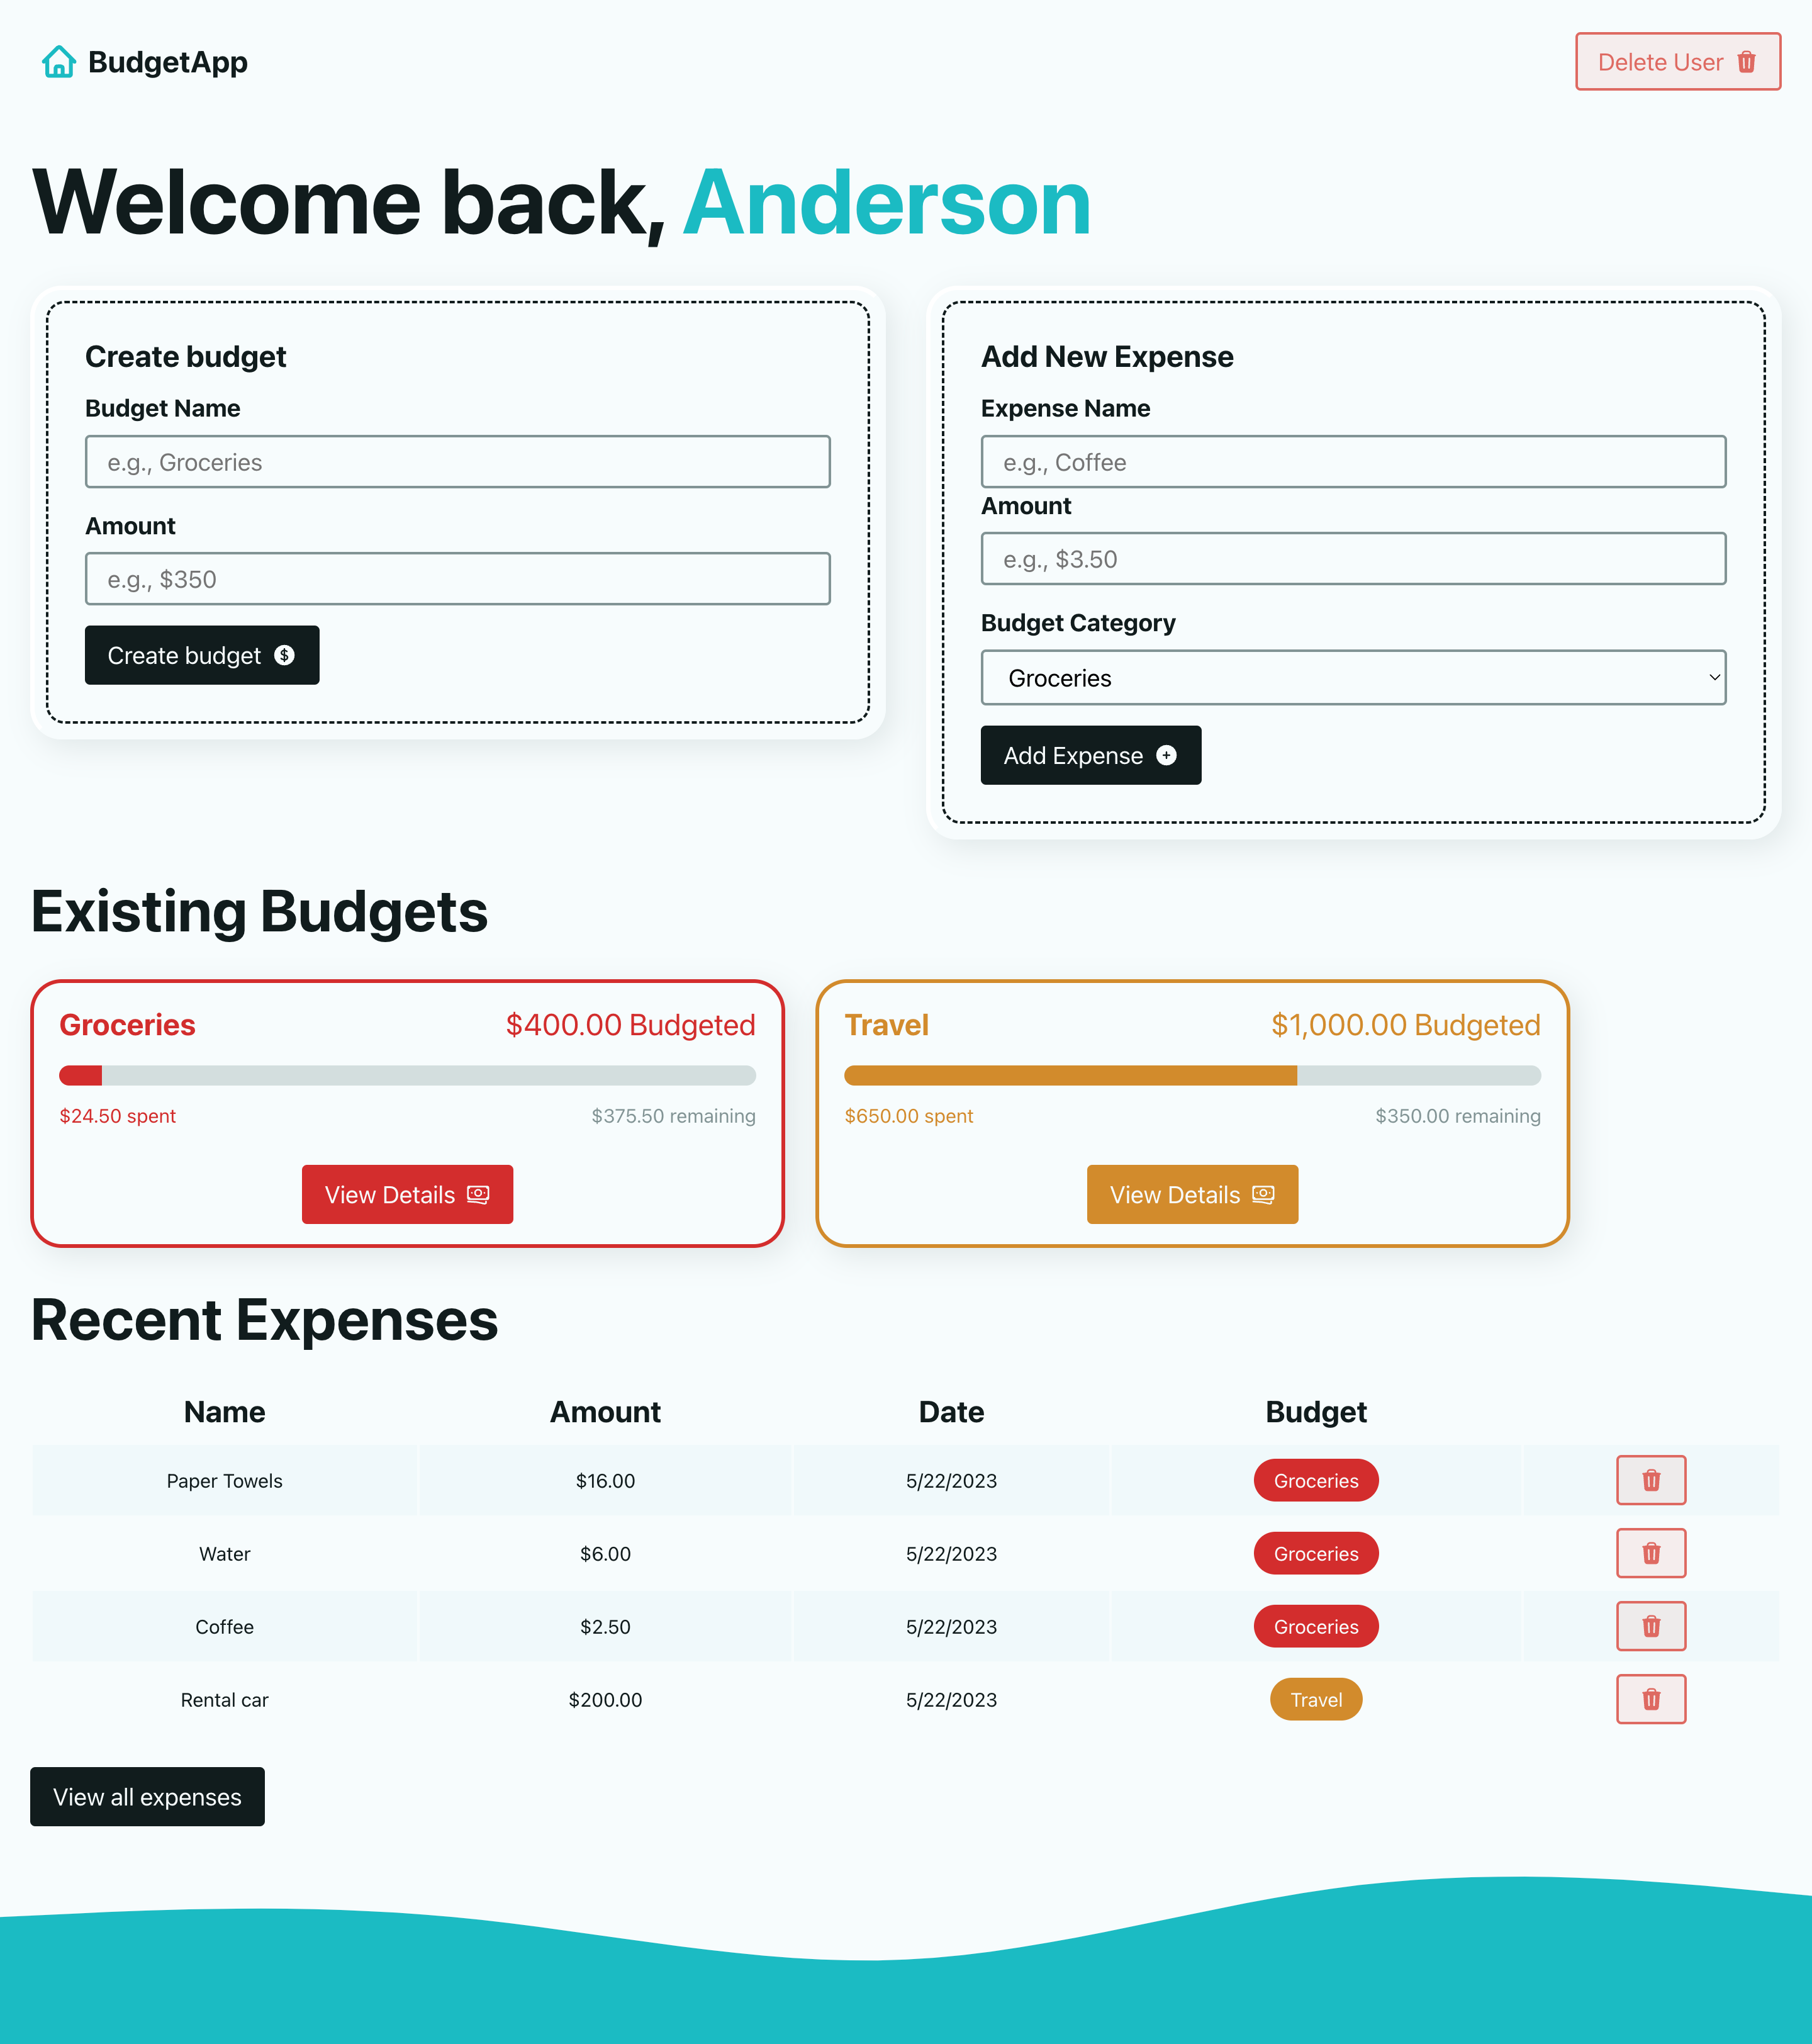 BudgetApp
Delete User
Welcome back, Anderson
Create budget
Budget Name
e.g., Groceries
Amount
e.g., $350
Create budget
Add New Expense
Expense Name
e.g., Coffee
Amount
e.g., $3.50
Budget Category
Groceries
Add Expense
Existing Budgets
Groceries $400.00 Budgeted
$24.50 spent $375.50 remaining
View Details
Travel $1,000.00 Budgeted
$650.00 spent $350.00 remaining
View Details
Recent Expenses
Name Amount Date Budget
Paper Towels $16.00 5/22/2023 Groceries
Water $6.00 5/22/2023 Groceries
Coffee $2.50 5/22/2023 Groceries
Rental car $200.00 5/22/2023 Travel
View all expenses